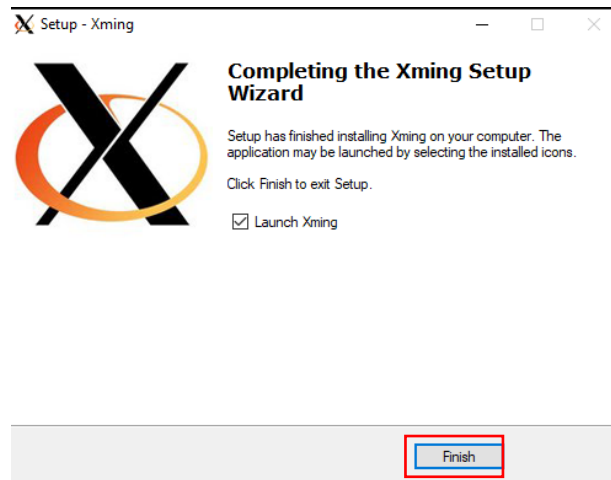 Setup - Xming
Completing the Xming Setup
Wizard
Setup has finished installing Xming on your computer. The
application may be launched by selecting the installed icons.
Click Finish to exit Setup.
Launch Xming
Finish